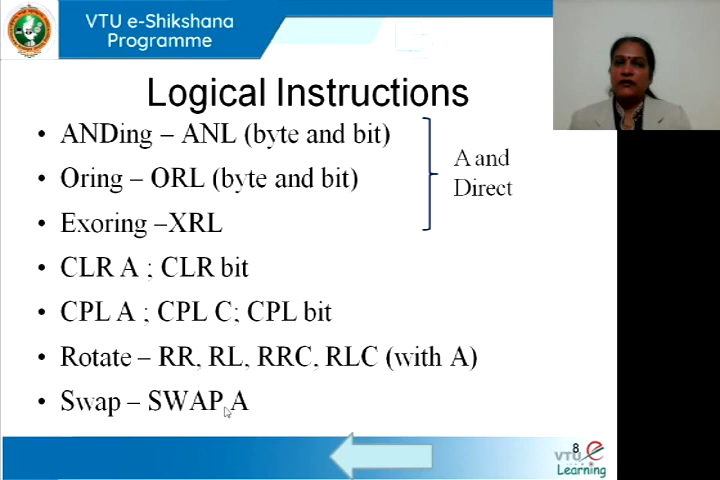 VTU e-Shikshana
Programme
Logical Instructions
• ANDing – ANL (byte and bit)
• Oring – ORL (byte and bit)
• Exoring –XRL
A and
Direct
• CLR A ; CLR bit
• CPL A ; CPL C; CPL bit
• Rotate – RR, RL, RRC, RLC (with A)
• Swap – SWAP A
8
VTU e
Learning